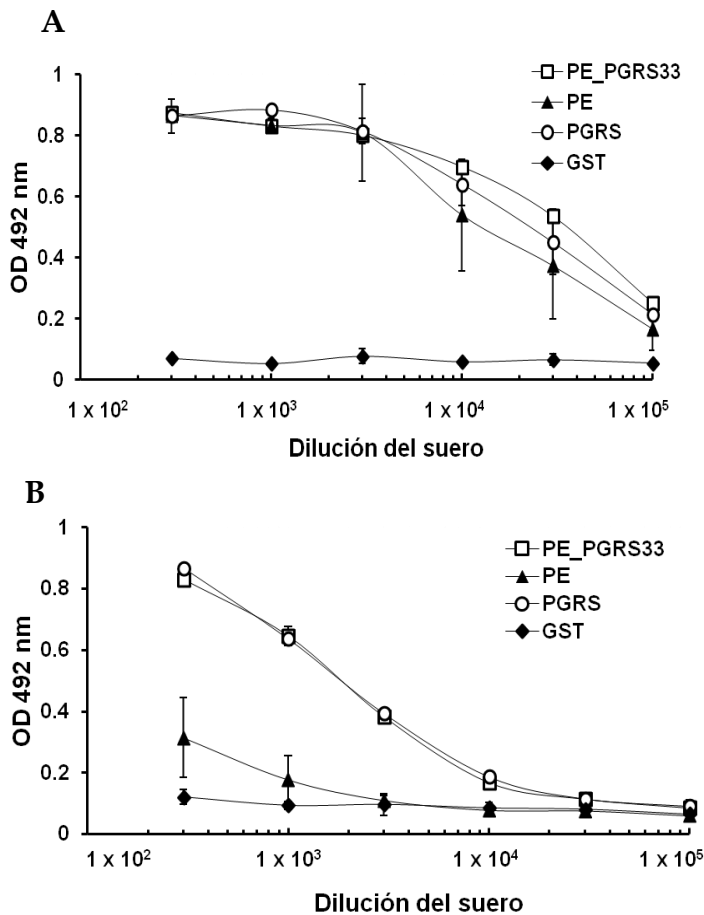 A
1
0.8
0.6
0.4
0.2
0
OD 492 nm
PE_PGRS33
PE
PGRS
GST
1 x 10²
1 x 10³
1 x 10⁴
1 x 10⁵
Dilución del suero
B
1
0.8
0.6
0.4
0.2
0
OD 492 nm
PE_PGRS33
PE
PGRS
GST
1 x 10²
1 x 10³
1 x 10⁴
1 x 10⁵
Dilución del suero